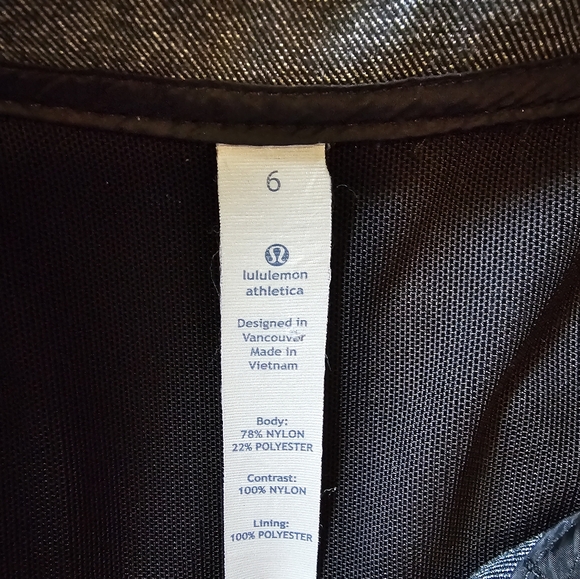 6
lululemon
athletica
Designed in
Vancouver
Made in
Vietnam
Body:
78% NYLON
22% POLYESTER
Contrast:
100% NYLON
Lining:
100% POLYESTER